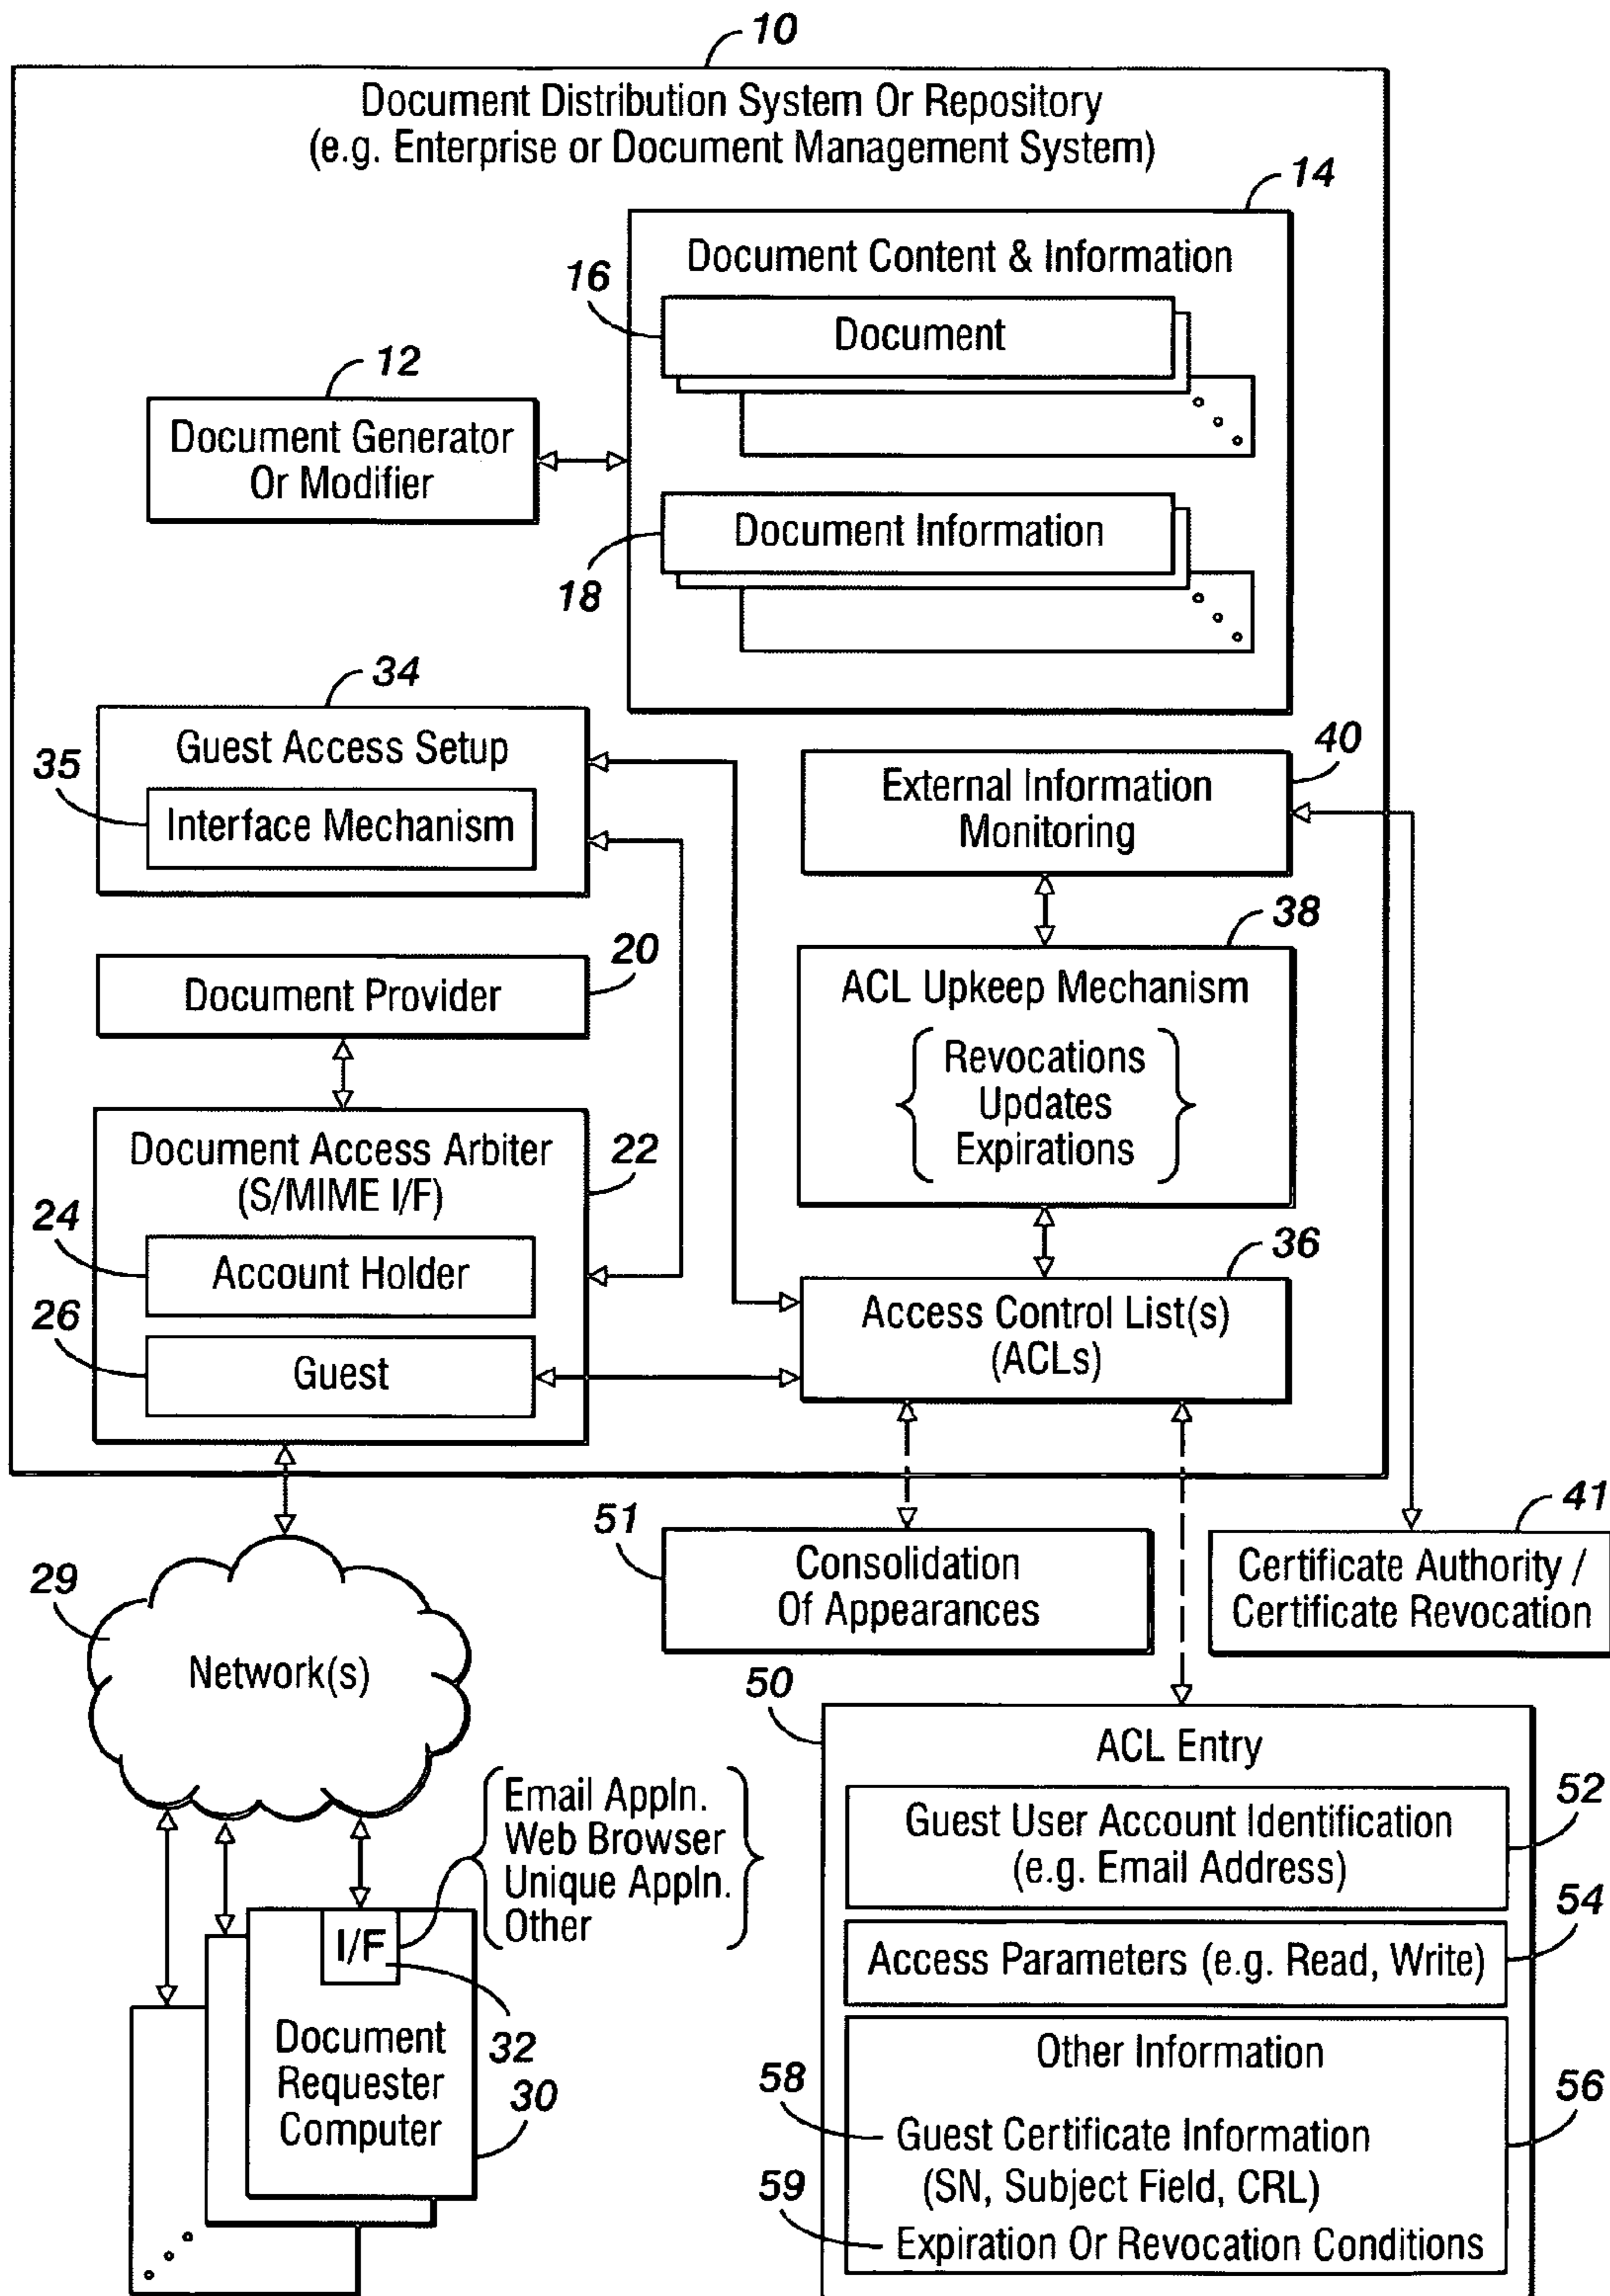 10
Document Distribution System Or Repository
(e.g. Enterprise or Document Management System)
14
Document Content & Information
16
Document
12
Document Generator
Or Modifier
Document Information
18
34
Guest Access Setup
35
Interface Mechanism
40
External Information
Monitoring
38
ACL Upkeep Mechanism
Revocations
Updates
Expirations
20
Document Provider
22
Document Access Arbiter
(S/MIME I/F)
24
Account Holder
26
Guest
36
Access Control List(s)
(ACLs)
51
Consolidation
Of Appearances
41
Certificate Authority /
Certificate Revocation
29
Network(s)
Email Appln.
Web Browser
Unique Appln.
Other
I/F
32
Document
Requester
Computer
30
50
ACL Entry
52
Guest User Account Identification
(e.g. Email Address)
54
Access Parameters (e.g. Read, Write)
Other Information
56
58
Guest Certificate Information
(SN, Subject Field, CRL)
59
Expiration Or Revocation Conditions